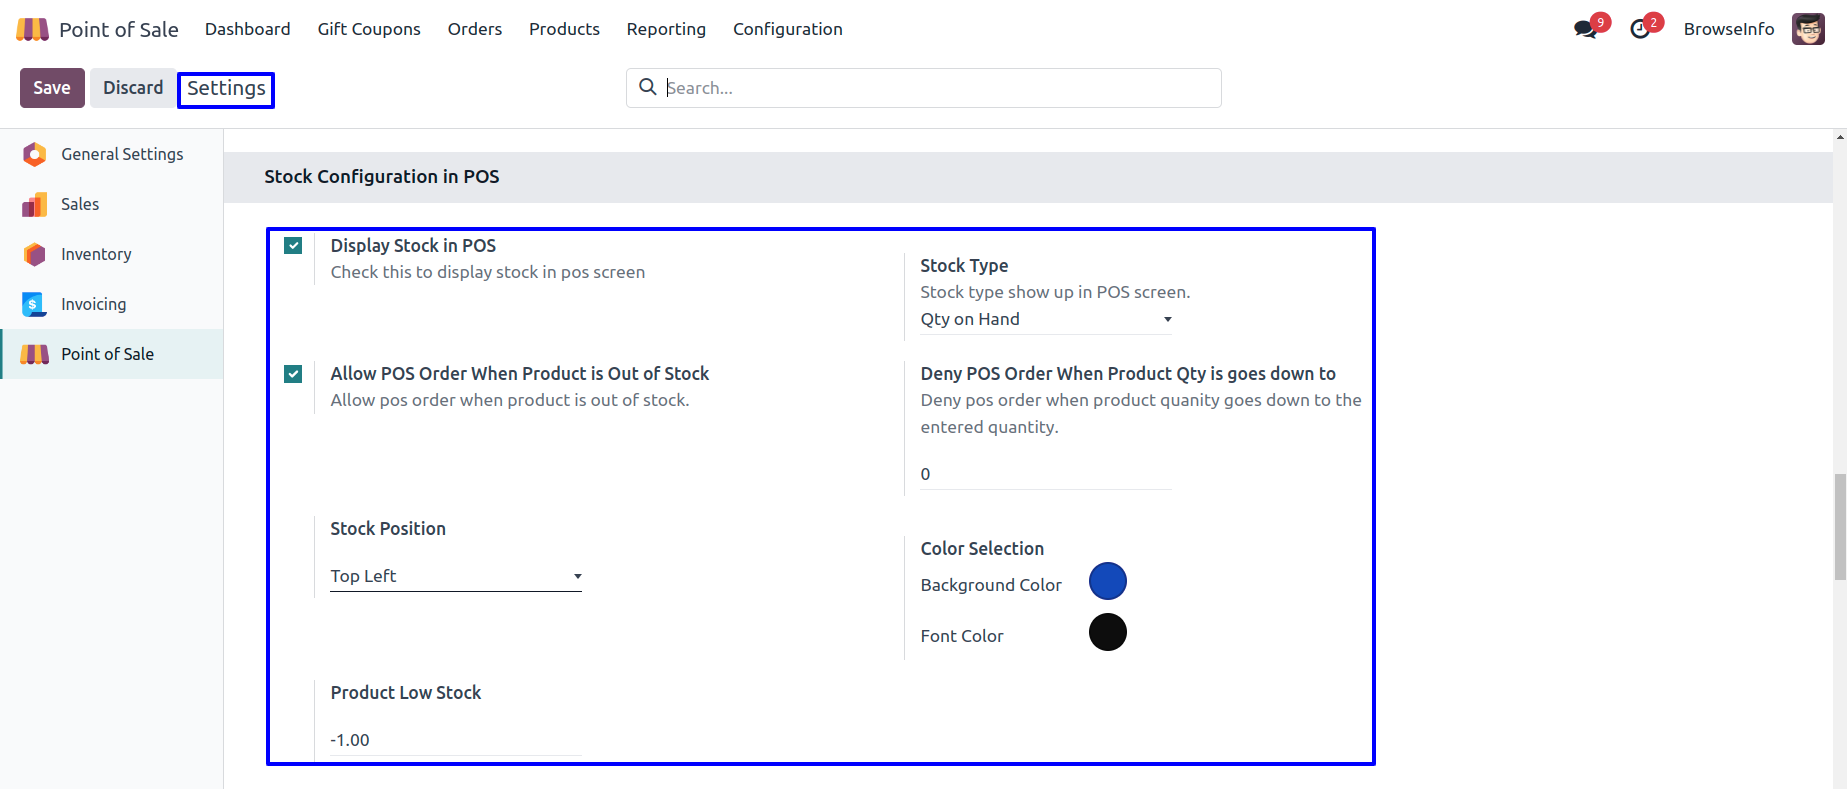 Point of Sale Dashboard Gift Coupons Orders Products Reporting Configuration 9 2 BrowseInfo
Save Discard Settings Search...
General Settings
Sales
Inventory
Invoicing
Point of Sale
Stock Configuration in POS
Display Stock in POS
Check this to display stock in pos screen
Stock Type
Stock type show up in POS screen.
Qty on Hand
Allow POS Order When Product is Out of Stock
Allow pos order when product is out of stock.
Deny POS Order When Product Qty is goes down to
Deny pos order when product quanity goes down to the
entered quantity.
0
Stock Position
Top Left
Color Selection
Background Color
Font Color
Product Low Stock
-1.00